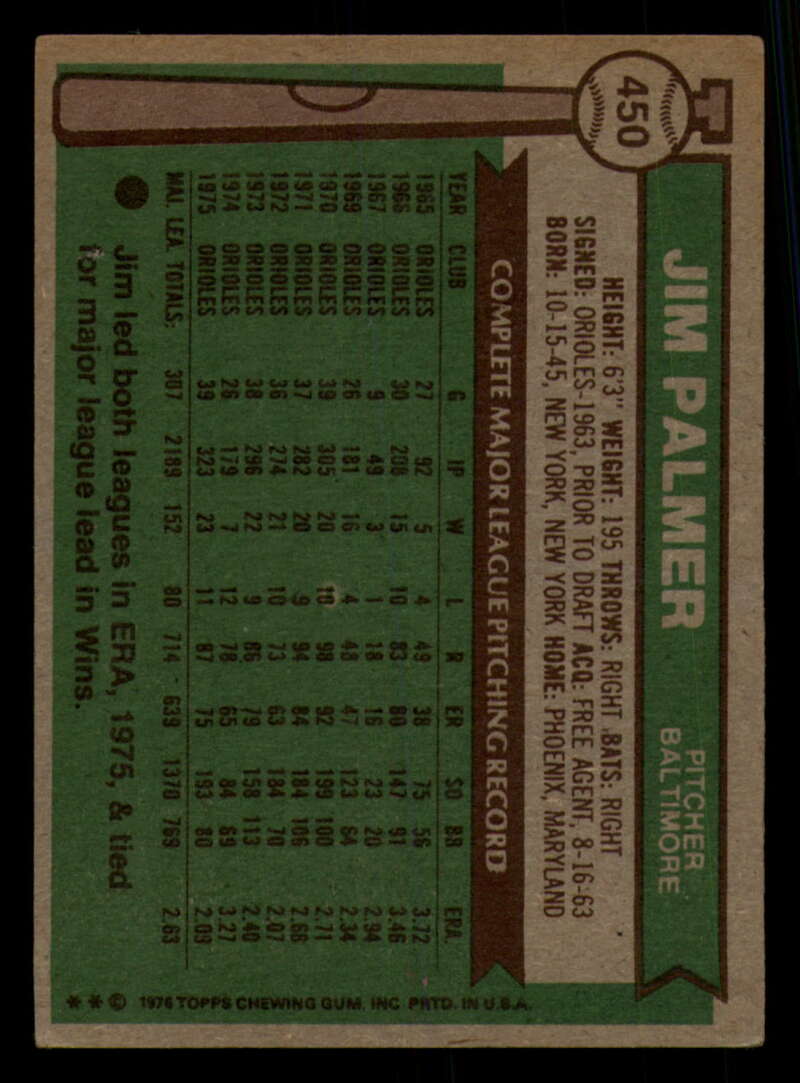 450
JIM PALMER
PITCHER
BALTIMORE
HEIGHT: 6'3" WEIGHT: 195 THROWS: RIGHT BATS: RIGHT
SIGNED: ORIOLES-1963, PRIOR TO DRAFT ACQ: FREE AGENT, 8-16-63
BORN: 10-15-45, NEW YORK, NEW YORK HOME: PHOENIX, MARYLAND
COMPLETE MAJOR LEAGUE PITCHING RECORD
YEAR CLUB G IP W L R ER SO BB ERA
1965 ORIOLES 27 92 5 4 49 38 75 56 3.72
1966 ORIOLES 30 208 15 10 83 80 147 91 3.46
1967 ORIOLES 9 49 3 1 18 16 23 20 2.94
1969 ORIOLES 26 181 16 4 48 47 123 64 2.34
1970 ORIOLES 39 305 20 10 98 92 199 100 2.71
1971 ORIOLES 37 282 20 9 94 84 184 106 2.68
1972 ORIOLES 36 274 21 10 73 63 184 70 2.07
1973 ORIOLES 38 296 22 9 86 79 158 113 2.40
1974 ORIOLES 26 179 7 12 78 65 84 69 3.27
1975 ORIOLES 39 323 23 11 87 75 193 80 2.09
MAJ. LEA. TOTALS: 307 2189 152 80 714 639 1370 769 2.63
Jim led both leagues in ERA, 1975, & tied
for major league lead in Wins.
**© 1976 TOPPS CHEWING GUM, INC. PRTD. IN U.S.A.